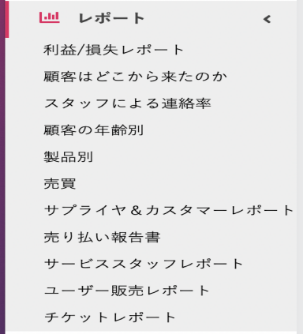 レポート
利益/損失レポート
顧客はどこから来たのか
スタッフによる連絡率
顧客の年齢別
製品別
売買
サプライヤ＆カスタマーレポート
売り払い報告書
サービススタッフレポート
ユーザー販売レポート
チケットレポート